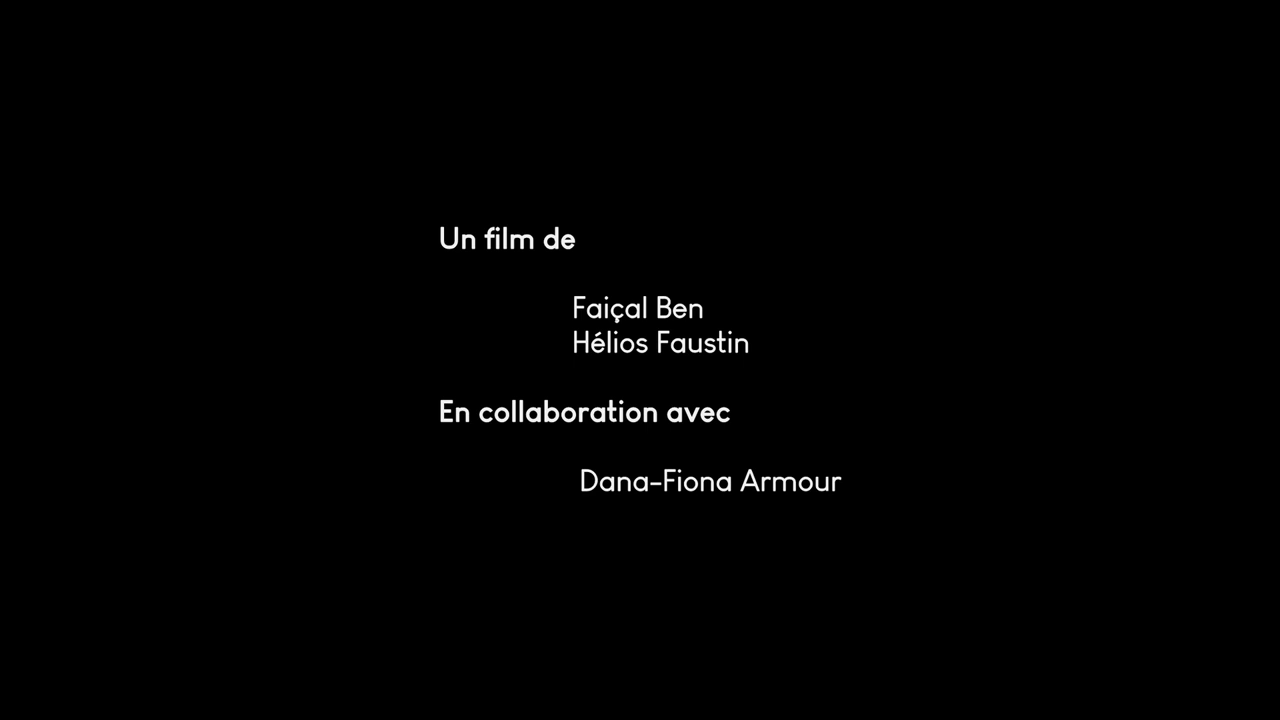 Un film de
Faiçal Ben
Hélios Faustin
En collaboration avec
Dana-Fiona Armour